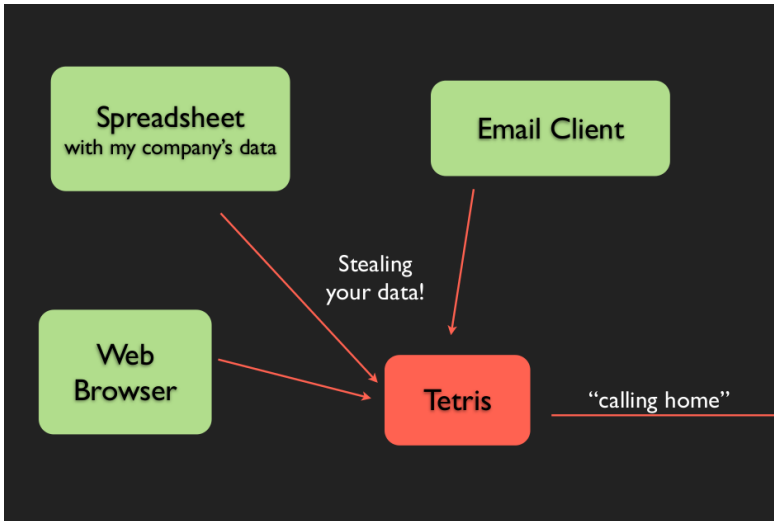 Spreadsheet
with my company's data
Email Client
Stealing
your data!
Web
Browser
Tetris
“calling home”